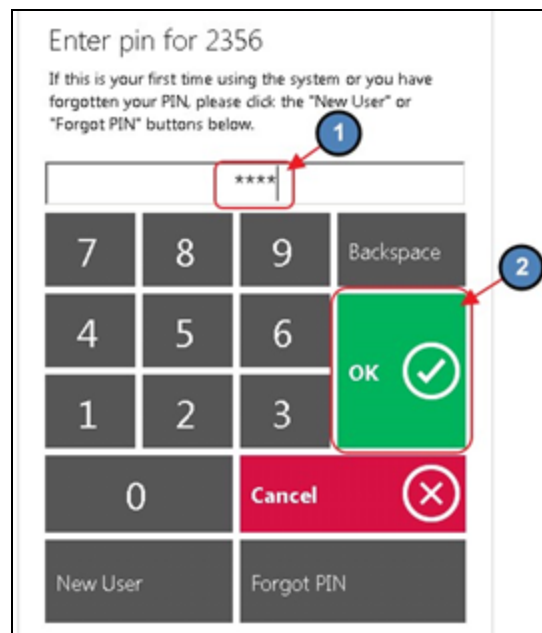 Enter pin for 2356
If this is your first time using the system or you have
forgotten your PIN, please click the "New User" or
"Forgot PIN" buttons below.
1
****
7 8 9 Backspace
2
4 5 6
OK
1 2 3
0 Cancel
New User Forgot PIN